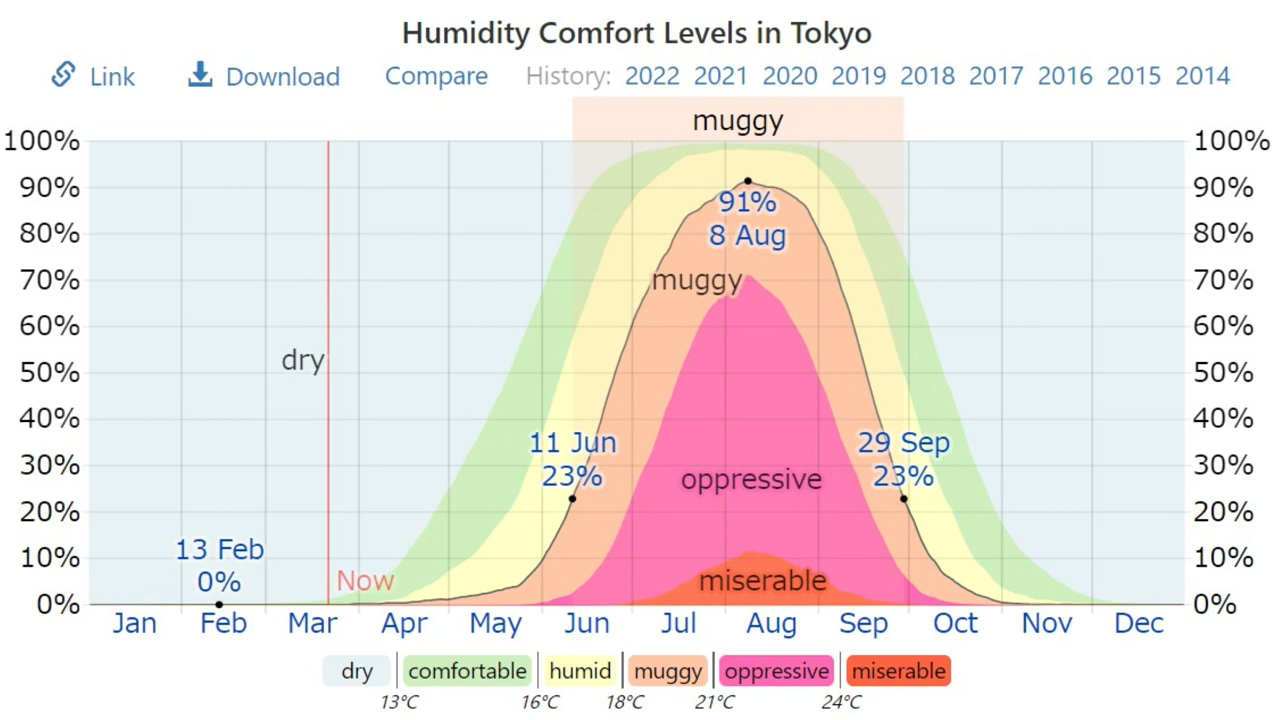 Humidity Comfort Levels in Tokyo
Link Download Compare History: 2022 2021 2020 2019 2018 2017 2016 2015 2014
muggy
100% 100%
90% 90%
91%
80% 8 Aug 80%
70% muggy 70%
60% 60%
dry
50% 50%
40% 40%
11 Jun 29 Sep
30% 23% 23% 30%
oppressive
20% 20%
13 Feb
10% 10%
0% Now miserable
0% 0%
Jan Feb Mar Apr May Jun Jul Aug Sep Oct Nov Dec
dry comfortable humid muggy oppressive miserable
13°C 16°C 18°C 21°C 24°C